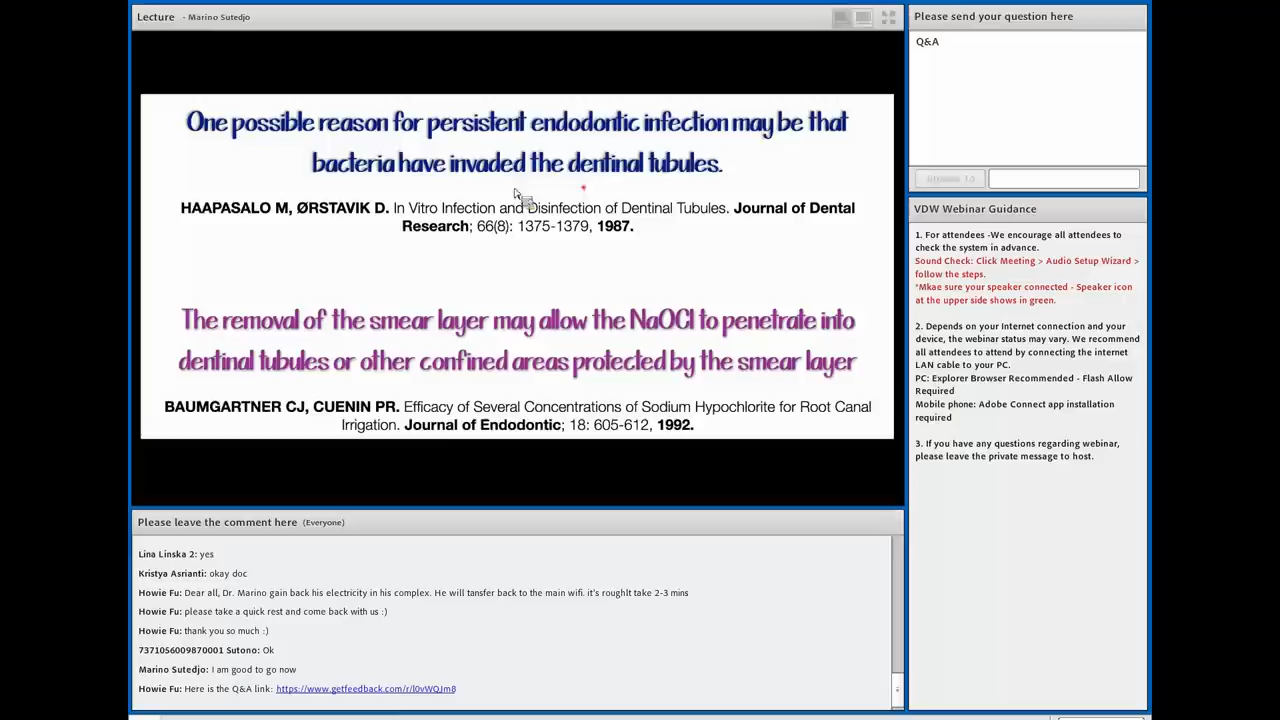 Lecture - Marino Sutedjo
One possible reason for persistent endodontic infection may be that
bacteria have invaded the dentinal tubules.
HAAPASALO M, ØRSTAVIK D. In Vitro Infection and Disinfection of Dentinal Tubules. Journal of Dental
Research; 66(8): 1375-1379, 1987.
The removal of the smear layer may allow the NaOCl to penetrate into
dentinal tubules or other confined areas protected by the smear layer
BAUMGARTNER CJ, CUENIN PR. Efficacy of Several Concentrations of Sodium Hypochlorite for Root Canal
Irrigation. Journal of Endodontic; 18: 605-612, 1992.
Please leave the comment here (Everyone)
Lina Linska 2: yes
Kristya Asrianti: okay doc
Howie Fu: Dear all, Dr. Marino gain back his electricity in his complex. He will tansfer back to the main wifi. it's roughlt take 2-3 mins
Howie Fu: please take a quick rest and come back with us :)
Howie Fu: thank you so much :)
7371056009870001 Sutono: Ok
Marino Sutedjo: I am good to go now
Howie Fu: Here is the Q&A link: https://www.getfeedback.com/r/l0vWQJm8
Please send your question here
Q&A
VDW Webinar Guidance
1. For attendees -We encourage all attendees to
check the system in advance.
Sound Check: Click Meeting > Audio Setup Wizard >
follow the steps.
*Mkae sure your speaker connected - Speaker icon
at the upper side shows in green.
2. Depends on your Internet connection and your
device, the webinar status may vary. We recommend
all attendees to attend by connecting the internet
LAN cable to your PC.
PC: Explorer Browser Recommended - Flash Allow
Required
Mobile phone: Adobe Connect app installation
required
3. If you have any questions regarding webinar,
please leave the private message to host.